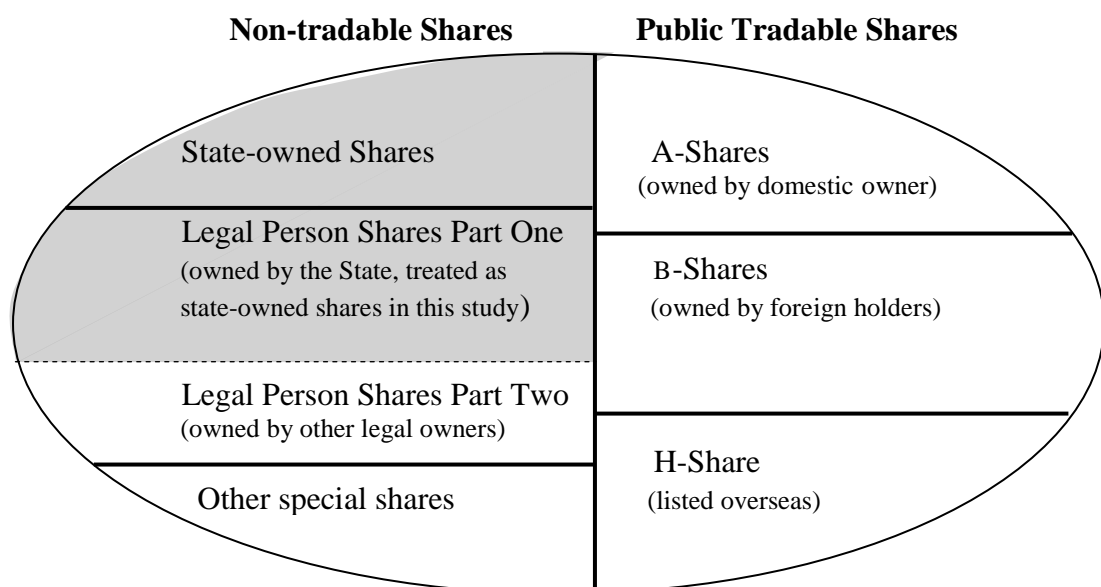 Non-tradable Shares
Public Tradable Shares
State-owned Shares
Legal Person Shares Part One
(owned by the State, treated as
state-owned shares in this study)
Legal Person Shares Part Two
(owned by other legal owners)
Other special shares
A-Shares
(owned by domestic owner)
B-Shares
(owned by foreign holders)
H-Share
(listed overseas)